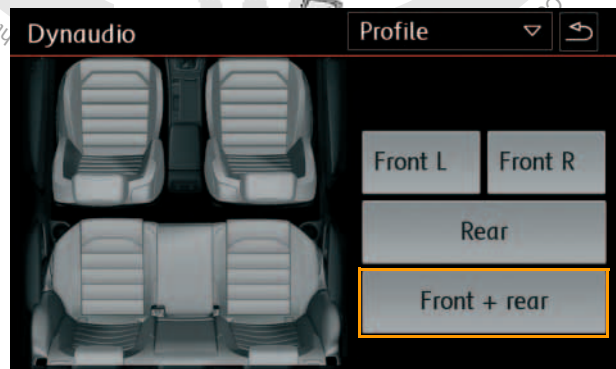 Dynaudio
Profile
Front L
Front R
Rear
Front + rear